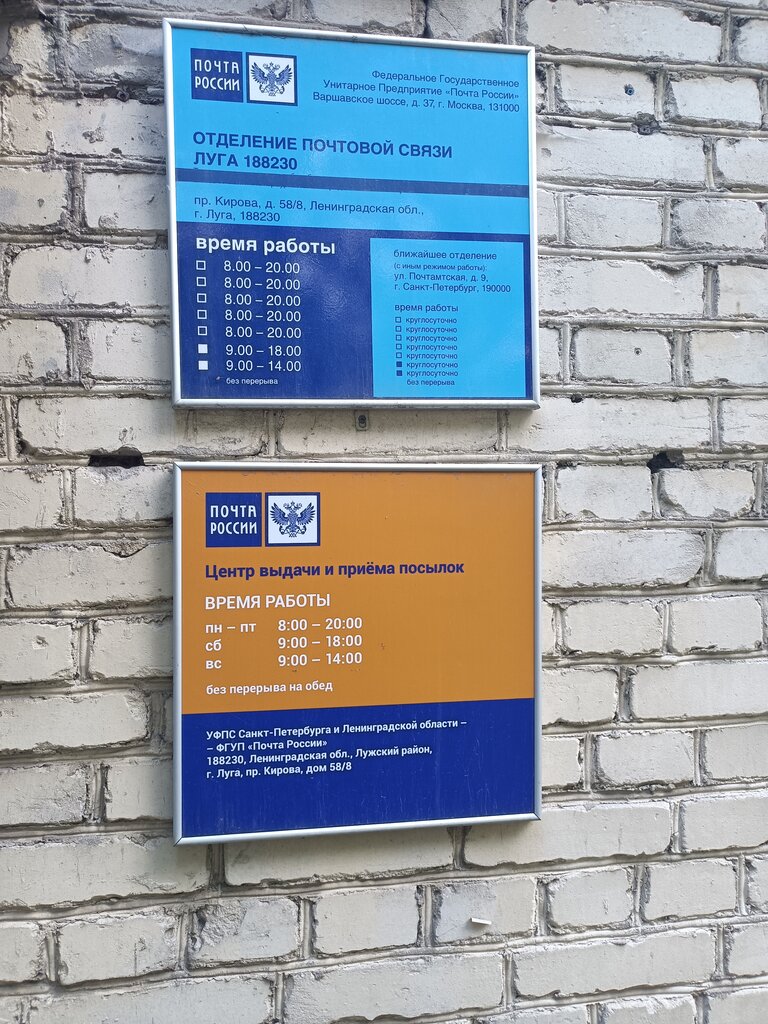 ПОЧТА
РОССИИ
Федеральное Государственное
Унитарное Предприятие «Почта России»
Варшавское шоссе, д. 37, г. Москва, 131000
ОТДЕЛЕНИЕ ПОЧТОВОЙ СВЯЗИ
ЛУГА 188230
пр. Кирова, д. 58/8, Ленинградская обл.,
г. Луга, 188230
время работы
8.00 – 20.00
8.00 – 20.00
8.00 – 20.00
8.00 – 20.00
8.00 – 20.00
9.00 – 18.00
9.00 – 14.00
без перерыва
ближайшее отделение
(с иным режимом работы):
ул. Почтамтская, д. 9,
г. Санкт-Петербург, 190000
время работы
круглосуточно
круглосуточно
круглосуточно
круглосуточно
круглосуточно
круглосуточно
круглосуточно
без перерыва
ПОЧТА
РОССИИ
Центр выдачи и приёма посылок
ВРЕМЯ РАБОТЫ
пн – пт 8:00 – 20:00
сб 9:00 – 18:00
вс 9:00 – 14:00
без перерыва на обед
УФПС Санкт-Петербурга и Ленинградской области –
– ФГУП «Почта России»
188230, Ленинградская обл., Лужский район,
г. Луга, пр. Кирова, дом 58/8